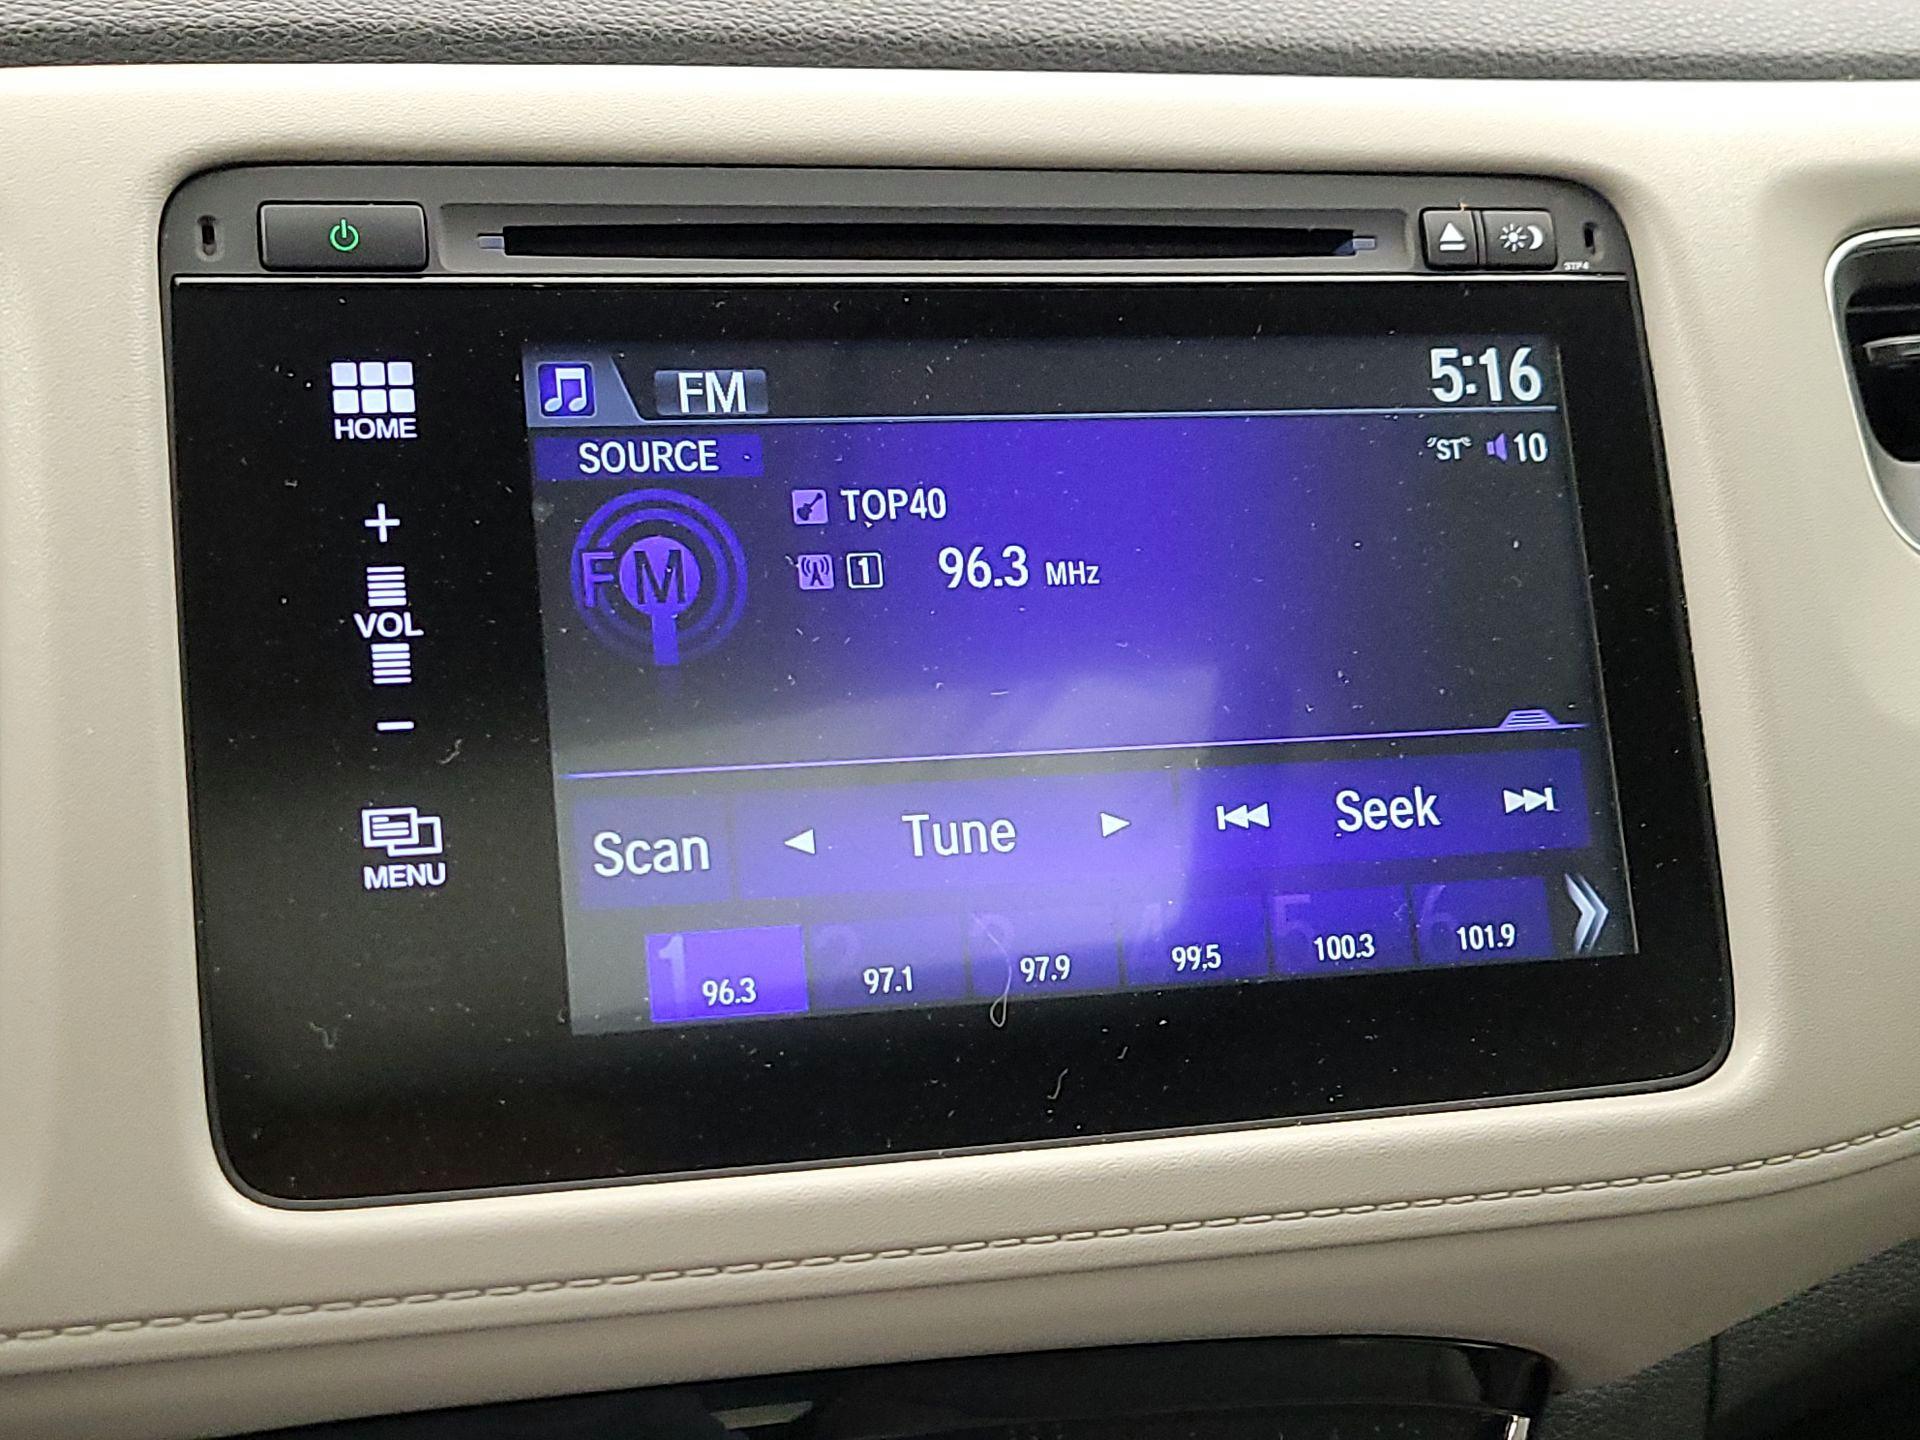 STF4
HOME
VOL
MENU
FM
5:16
SOURCE
"ST" 10
FM
TOP40
1 96.3 MHz
Scan Tune Seek
1 96.3
2 97.1
3 97.9
4 99.5
5 100.3
6 101.9